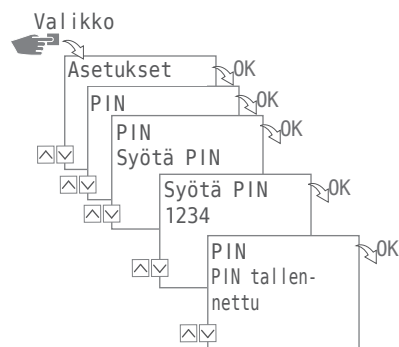 Valikko
Asetukset
OK
PIN
OK
PIN
OK
Syötä PIN
Syötä PIN
OK
1234
PIN
OK
PIN tallen-
nettu